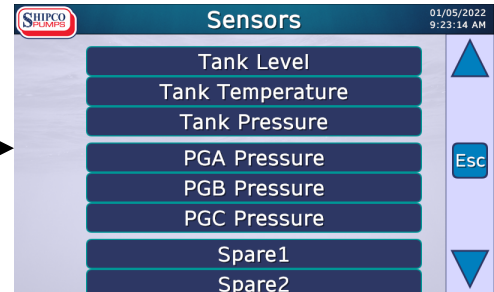 SHIPCO
PUMPS
Sensors
01/05/2022
9:23:14 AM
Tank Level
Tank Temperature
Tank Pressure
PGA Pressure
Esc
PGB Pressure
PGC Pressure
Spare1
Spare2